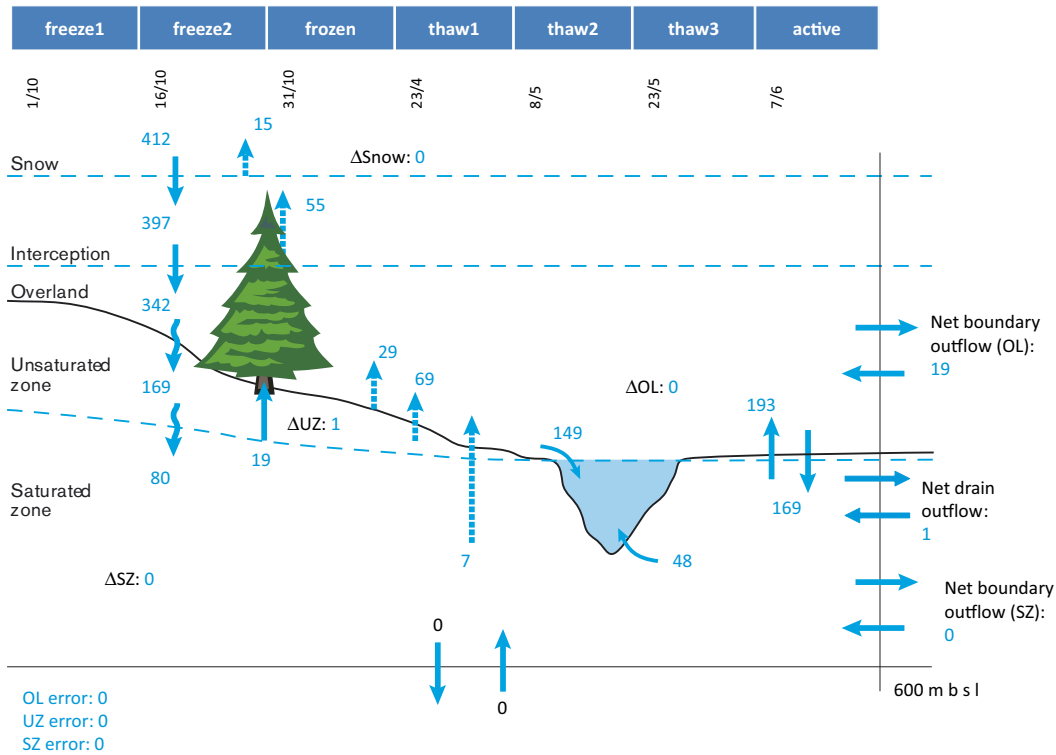 freeze1 freeze2 frozen thaw1 thaw2 thaw3 active
1/10 16/10 31/10 23/4 8/5 23/5 7/6
412 15
Snow ΔSnow: 0
397 55
Interception
Overland
342
Unsaturated
zone
169
29
69
ΔUZ: 1
19
80
Saturated
zone
ΔSZ: 0
7
149
48
ΔOL: 0
193
169
Net boundary
outflow (OL):
19
Net drain
outflow:
1
Net boundary
outflow (SZ):
0
0
0
600 m b s l
OL error: 0
UZ error: 0
SZ error: 0